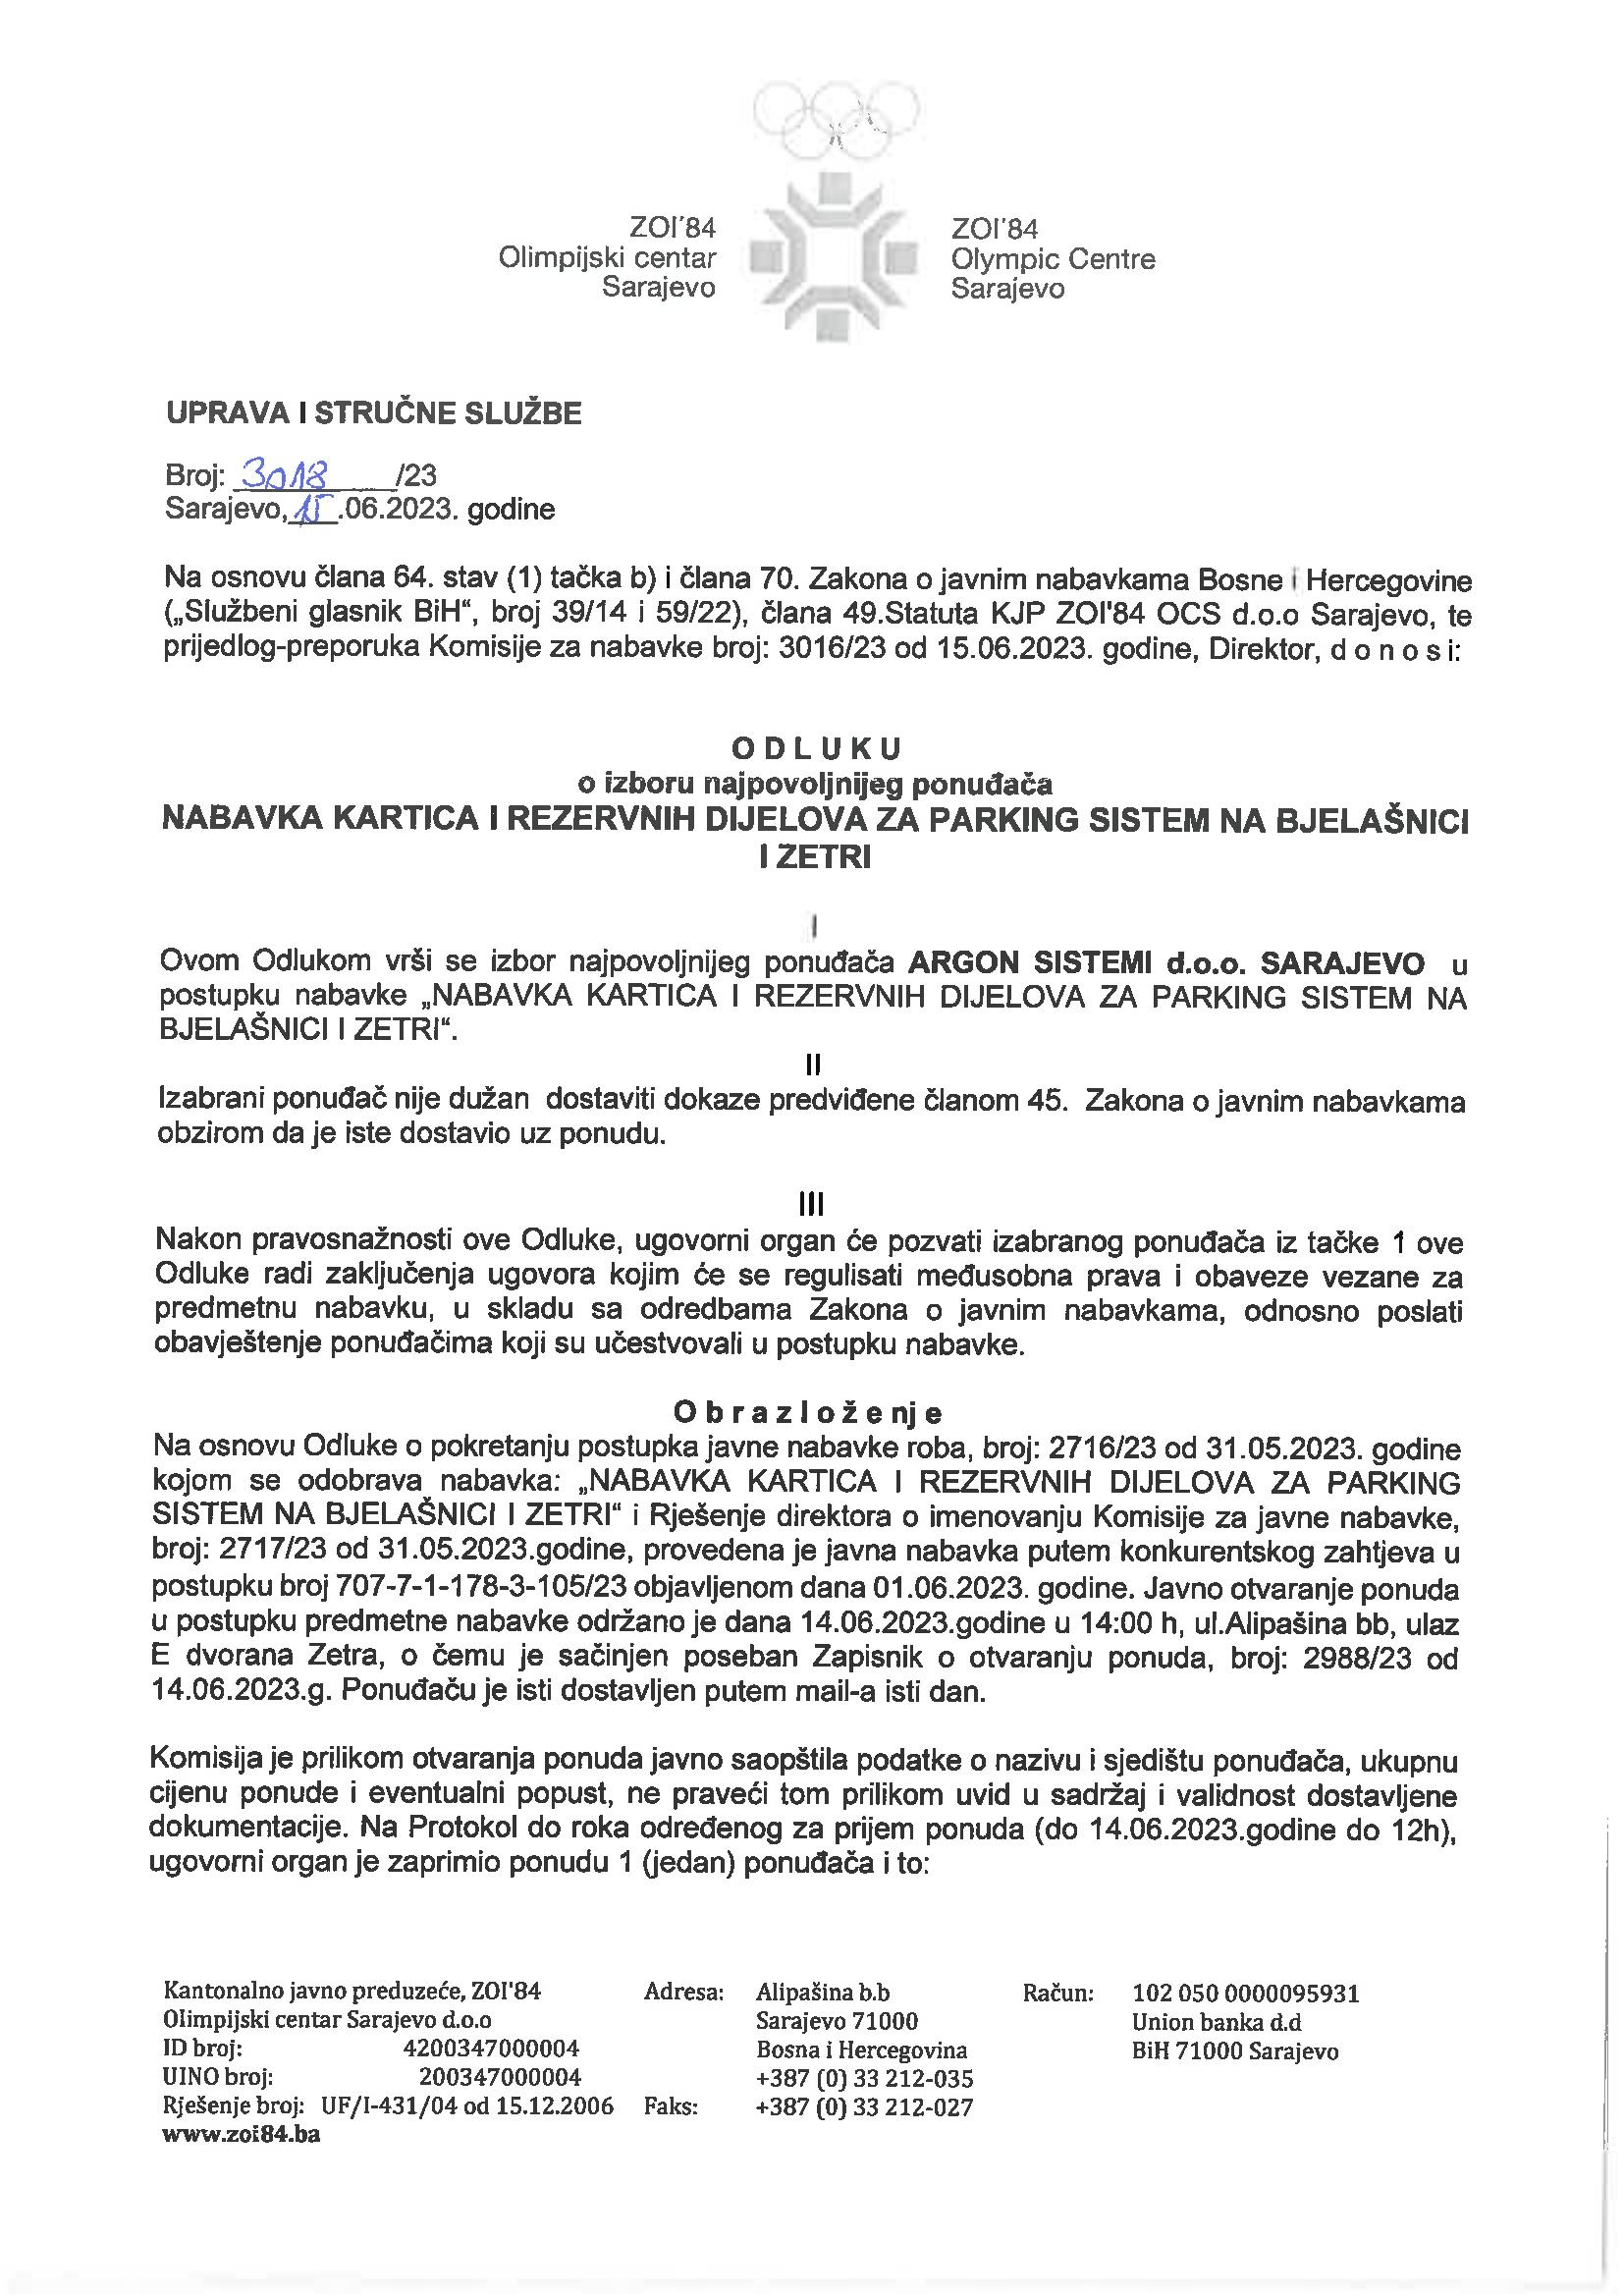 ZOI'84
Olimpijski centar
Sarajevo
ZOI'84
Olympic Centre
Sarajevo
UPRAVA I STRUČNE SLUŽBE
Broj: 3018 /23
Sarajevo, 15.06.2023. godine
Na osnovu člana 64. stav (1) tačka b) i člana 70. Zakona o javnim nabavkama Bosne i Hercegovine
(„Službeni glasnik BiH“, broj 39/14 i 59/22), člana 49.Statuta KJP ZOI'84 OCS d.o.o Sarajevo, te
prijedlog-preporuka Komisije za nabavke broj: 3016/23 od 15.06.2023. godine, Direktor, d o n o s i:
O D L U K U
o izboru najpovoljnijeg ponuđača
NABAVKA KARTICA I REZERVNIH DIJELOVA ZA PARKING SISTEM NA BJELAŠNICI
I ZETRI
I
Ovom Odlukom vrši se izbor najpovoljnijeg ponuđača ARGON SISTEMI d.o.o. SARAJEVO u
postupku nabavke „NABAVKA KARTICA I REZERVNIH DIJELOVA ZA PARKING SISTEM NA
BJELAŠNICI I ZETRI“.
II
Izabrani ponuđač nije dužan dostaviti dokaze predviđene članom 45. Zakona o javnim nabavkama
obzirom da je iste dostavio uz ponudu.
III
Nakon pravosnažnosti ove Odluke, ugovorni organ će pozvati izabranog ponuđača iz tačke 1 ove
Odluke radi zaključenja ugovora kojim će se regulisati međusobna prava i obaveze vezane za
predmetnu nabavku, u skladu sa odredbama Zakona o javnim nabavkama, odnosno poslati
obavještenje ponuđačima koji su učestvovali u postupku nabavke.
O b r a z l o ž e nj e
Na osnovu Odluke o pokretanju postupka javne nabavke roba, broj: 2716/23 od 31.05.2023. godine
kojom se odobrava nabavka: „NABAVKA KARTICA I REZERVNIH DIJELOVA ZA PARKING
SISTEM NA BJELAŠNICI I ZETRI“ i Rješenje direktora o imenovanju Komisije za javne nabavke,
broj: 2717/23 od 31.05.2023.godine, provedena je javna nabavka putem konkurentskog zahtjeva u
postupku broj 707-7-1-178-3-105/23 objavljenom dana 01.06.2023. godine. Javno otvaranje ponuda
u postupku predmetne nabavke održano je dana 14.06.2023.godine u 14:00 h, ul.Alipašina bb, ulaz
E dvorana Zetra, o čemu je sačinjen poseban Zapisnik o otvaranju ponuda, broj: 2988/23 od
14.06.2023.g. Ponuđaču je isti dostavljen putem mail-a isti dan.
Komisija je prilikom otvaranja ponuda javno saopštila podatke o nazivu i sjedištu ponuđača, ukupnu
cijenu ponude i eventualni popust, ne praveći tom prilikom uvid u sadržaj i validnost dostavljene
dokumentacije. Na Protokol do roka određenog za prijem ponuda (do 14.06.2023.godine do 12h),
ugovorni organ je zaprimio ponudu 1 (jedan) ponuđača i to:
Kantonalno javno preduzeće, ZOI'84 Adresa: Alipašina b.b Račun: 102 050 0000095931
Olimpijski centar Sarajevo d.o.o Sarajevo 71000 Union banka d.d
ID broj: 4200347000004 Bosna i Hercegovina BiH 71000 Sarajevo
UINO broj: 200347000004 +387 (0) 33 212-035
Rješenje broj: UF/I-431/04 od 15.12.2006 Faks: +387 (0) 33 212-027
www.zoi84.ba